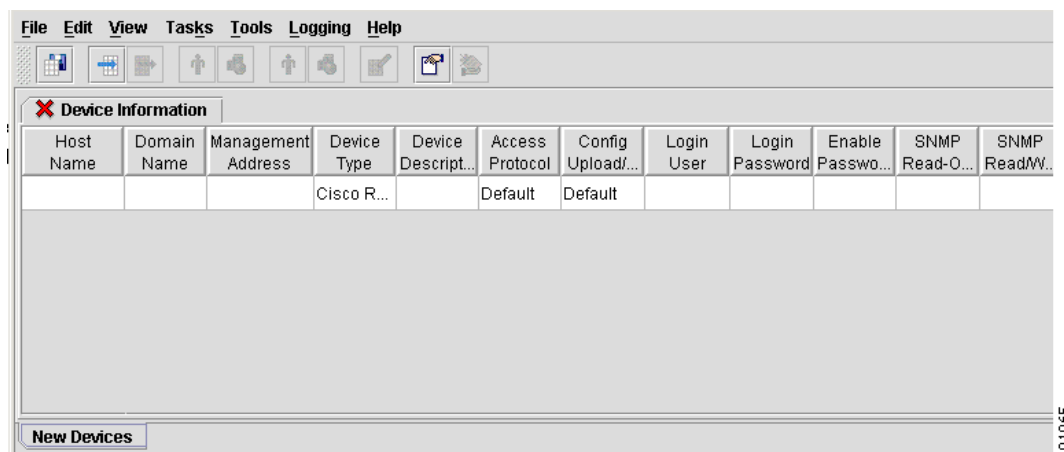 File Edit View Tasks Tools Logging Help
Device Information
Host Name Domain Name Management Address Device Type Device Descript... Access Protocol Config Upload/... Login User Login Password Enable Passwo... SNMP Read-O... SNMP Read/W...
Cisco R... Default Default
New Devices